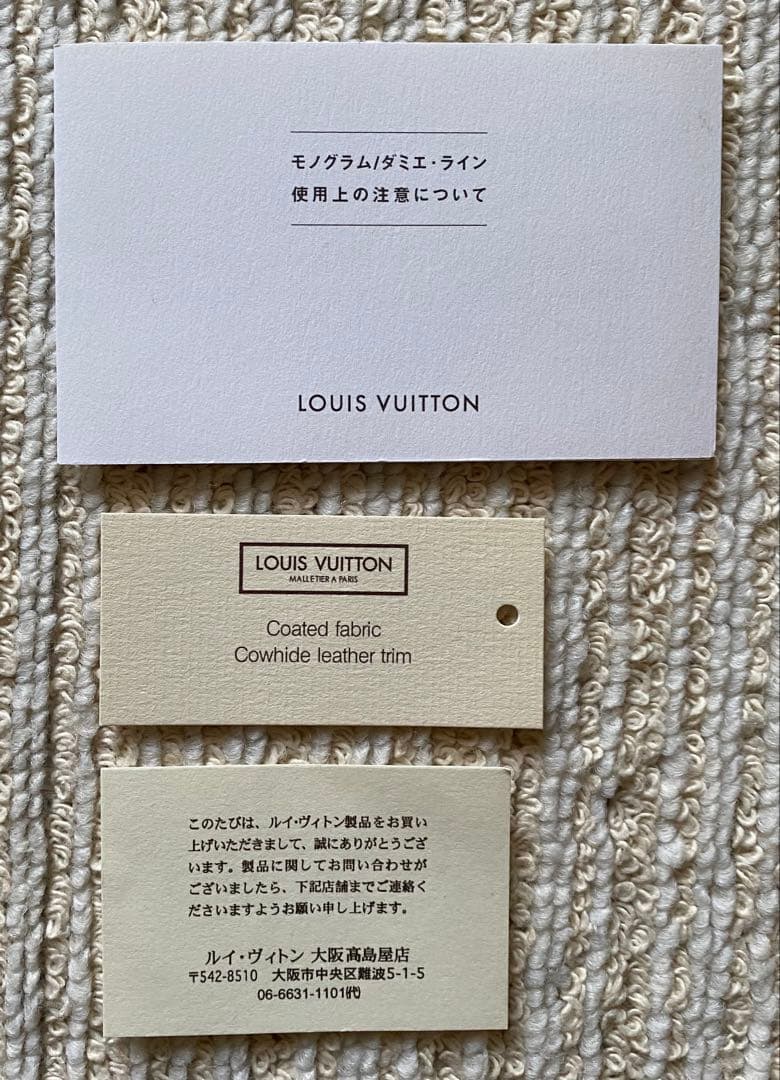 モノグラム/ダミエ・ライン
使用上の注意について
LOUIS VUITTON
LOUIS VUITTON
MALLETIER A PARIS
Coated fabric
Cowhide leather trim
このたびは、ルイ・ヴィトン製品をお買い
上げいただきまして、誠にありがとうござ
います。製品に関してお問い合わせが
ございましたら、下記店舗までご連絡く
ださいますようお願い申し上げます。
ルイ・ヴィトン 大阪髙島屋店
〒542-8510 大阪市中央区難波5-1-5
06-6631-1101㈹